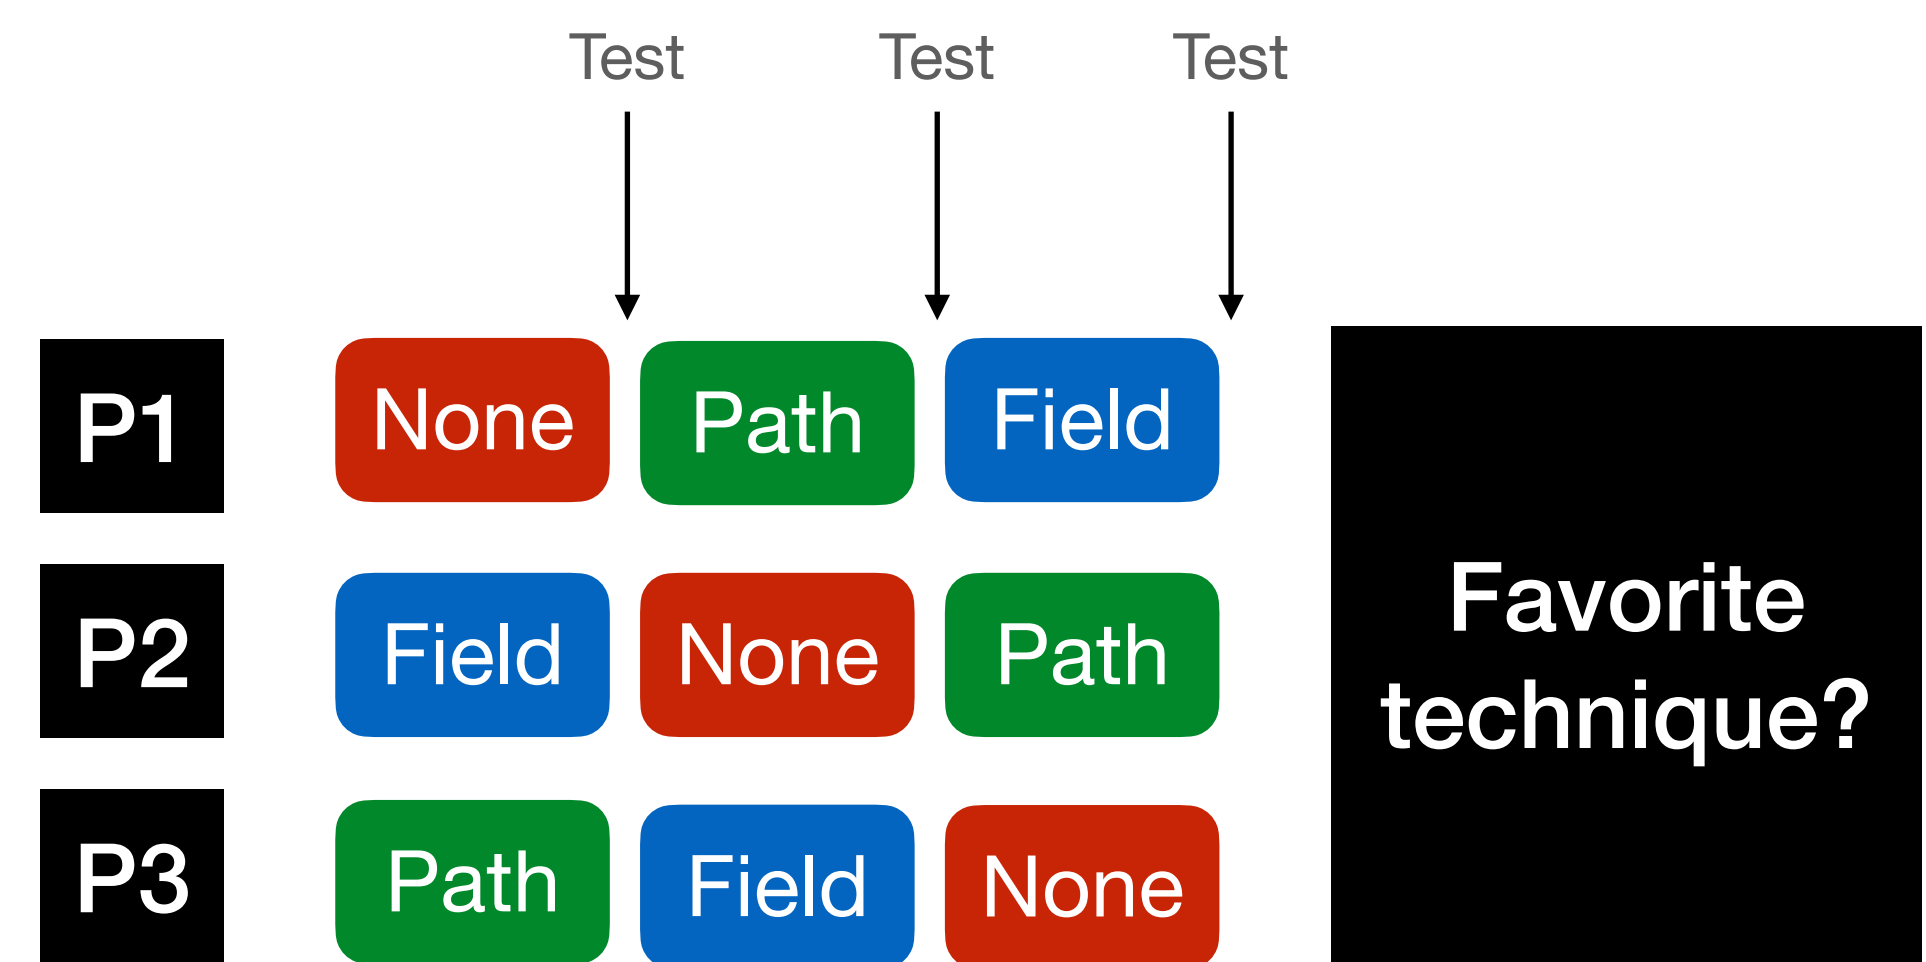 Test Test Test
P1 None Path Field
P2 Field None Path
P3 Path Field None
Favorite
technique?